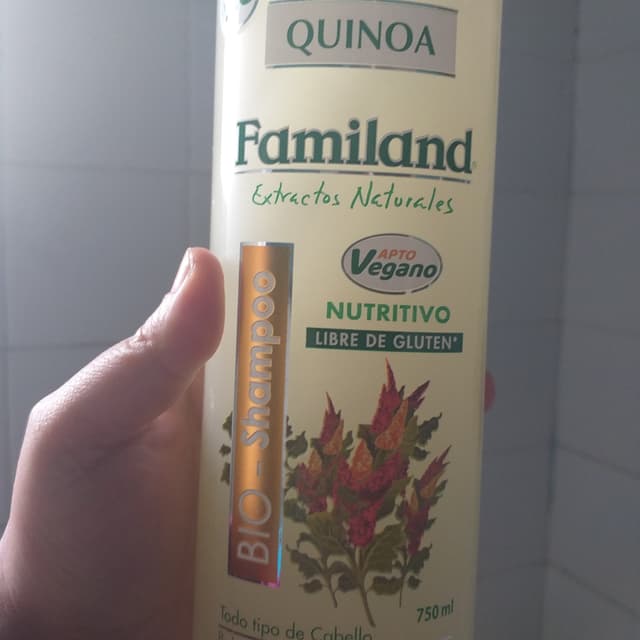 QUINOA
Familand
Extractos Naturales
APTO
Vegano
NUTRITIVO
LIBRE DE GLUTEN*
BIO - Shampoo
750 ml
Todo tipo de Cabello